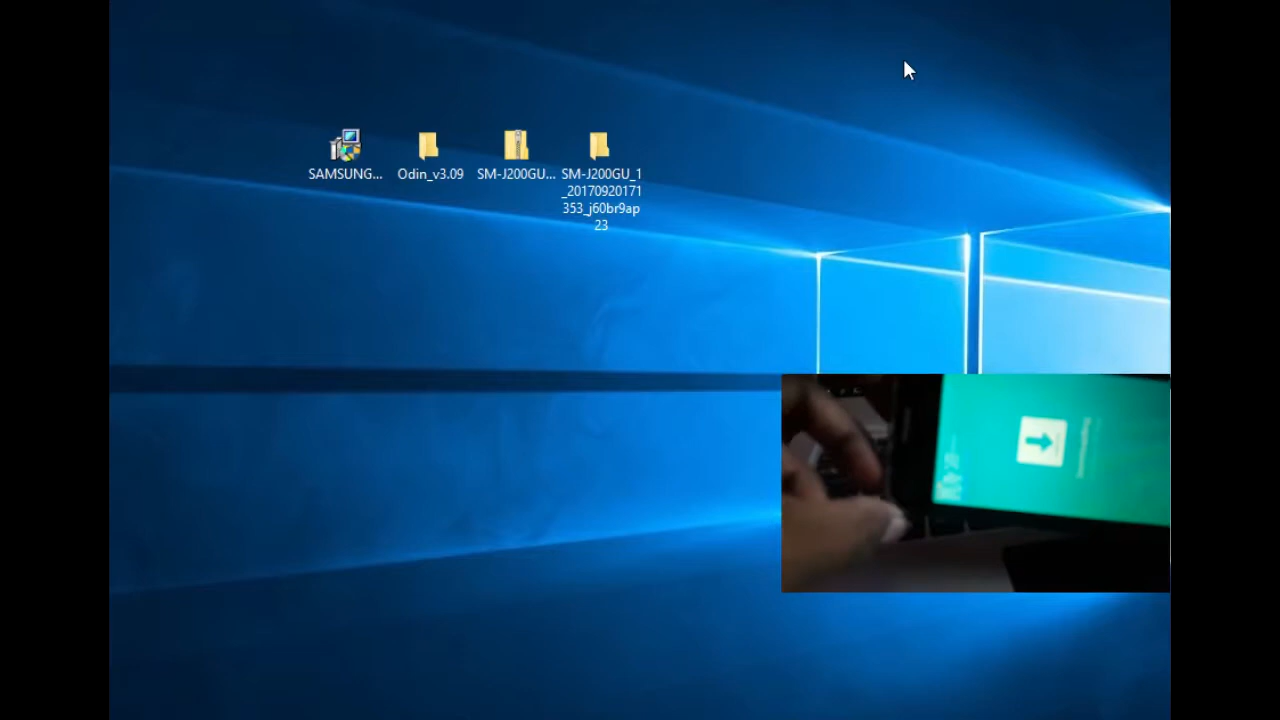 SAMSUNG...
Odin_v3.09
SM-J200GU...
SM-J200GU_1
_20170920171
353_j60br9ap
23